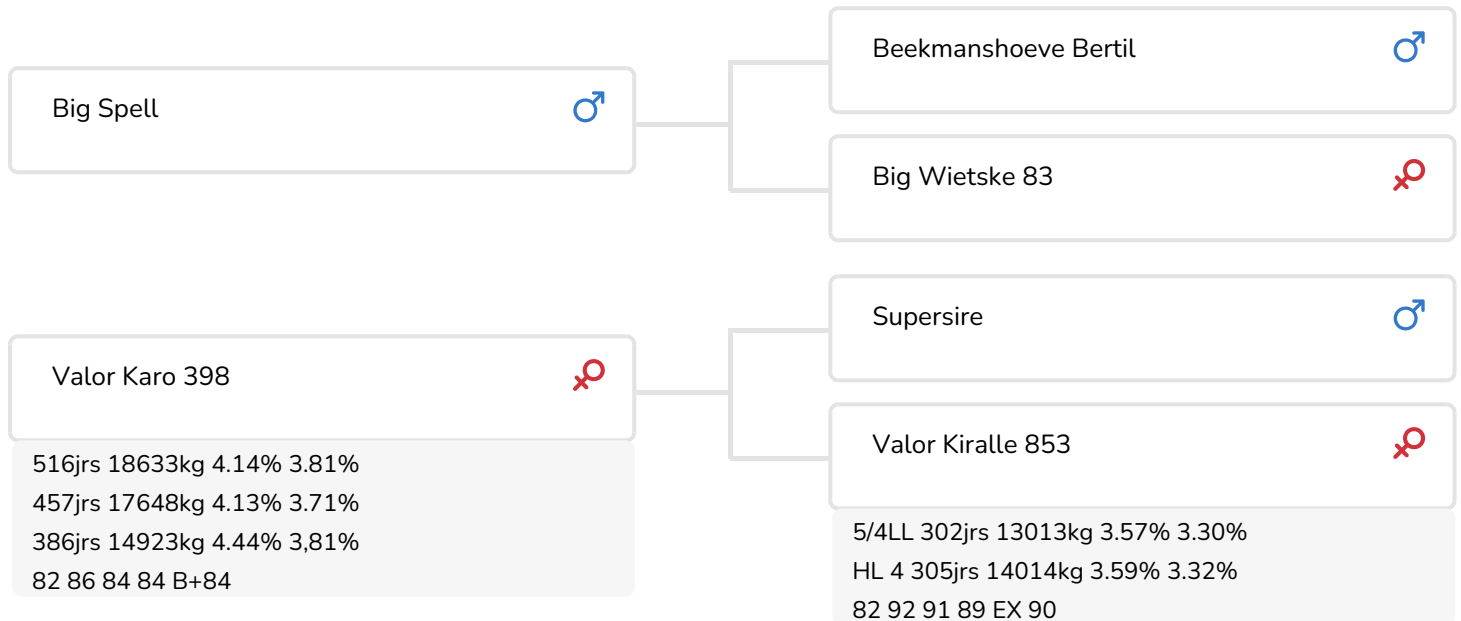 Big Spell
Beekmanshoeve Bertil
Big Wietske 83
Valor Karo 398
516jrs 18633kg 4.14% 3.81%
457jrs 17648kg 4.13% 3.71%
386jrs 14923kg 4.44% 3,81%
82 86 84 84 B+84
Supersire
Valor Kiralle 853
5/4LL 302jrs 13013kg 3.57% 3.30%
HL 4 305jrs 14014kg 3.59% 3.32%
82 92 91 89 EX 90